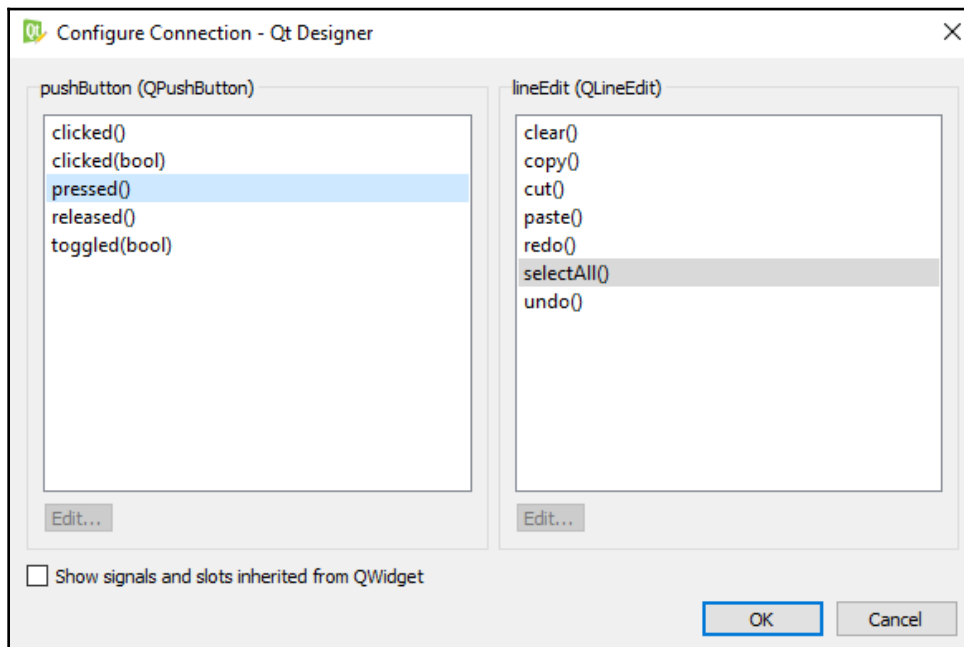 Configure Connection - Qt Designer
pushButton (QPushButton)
clicked()
clicked(bool)
pressed()
released()
toggled(bool)
Edit...
lineEdit (QLineEdit)
clear()
copy()
cut()
paste()
redo()
selectAll()
undo()
Edit...
Show signals and slots inherited from QWidget
OK
Cancel